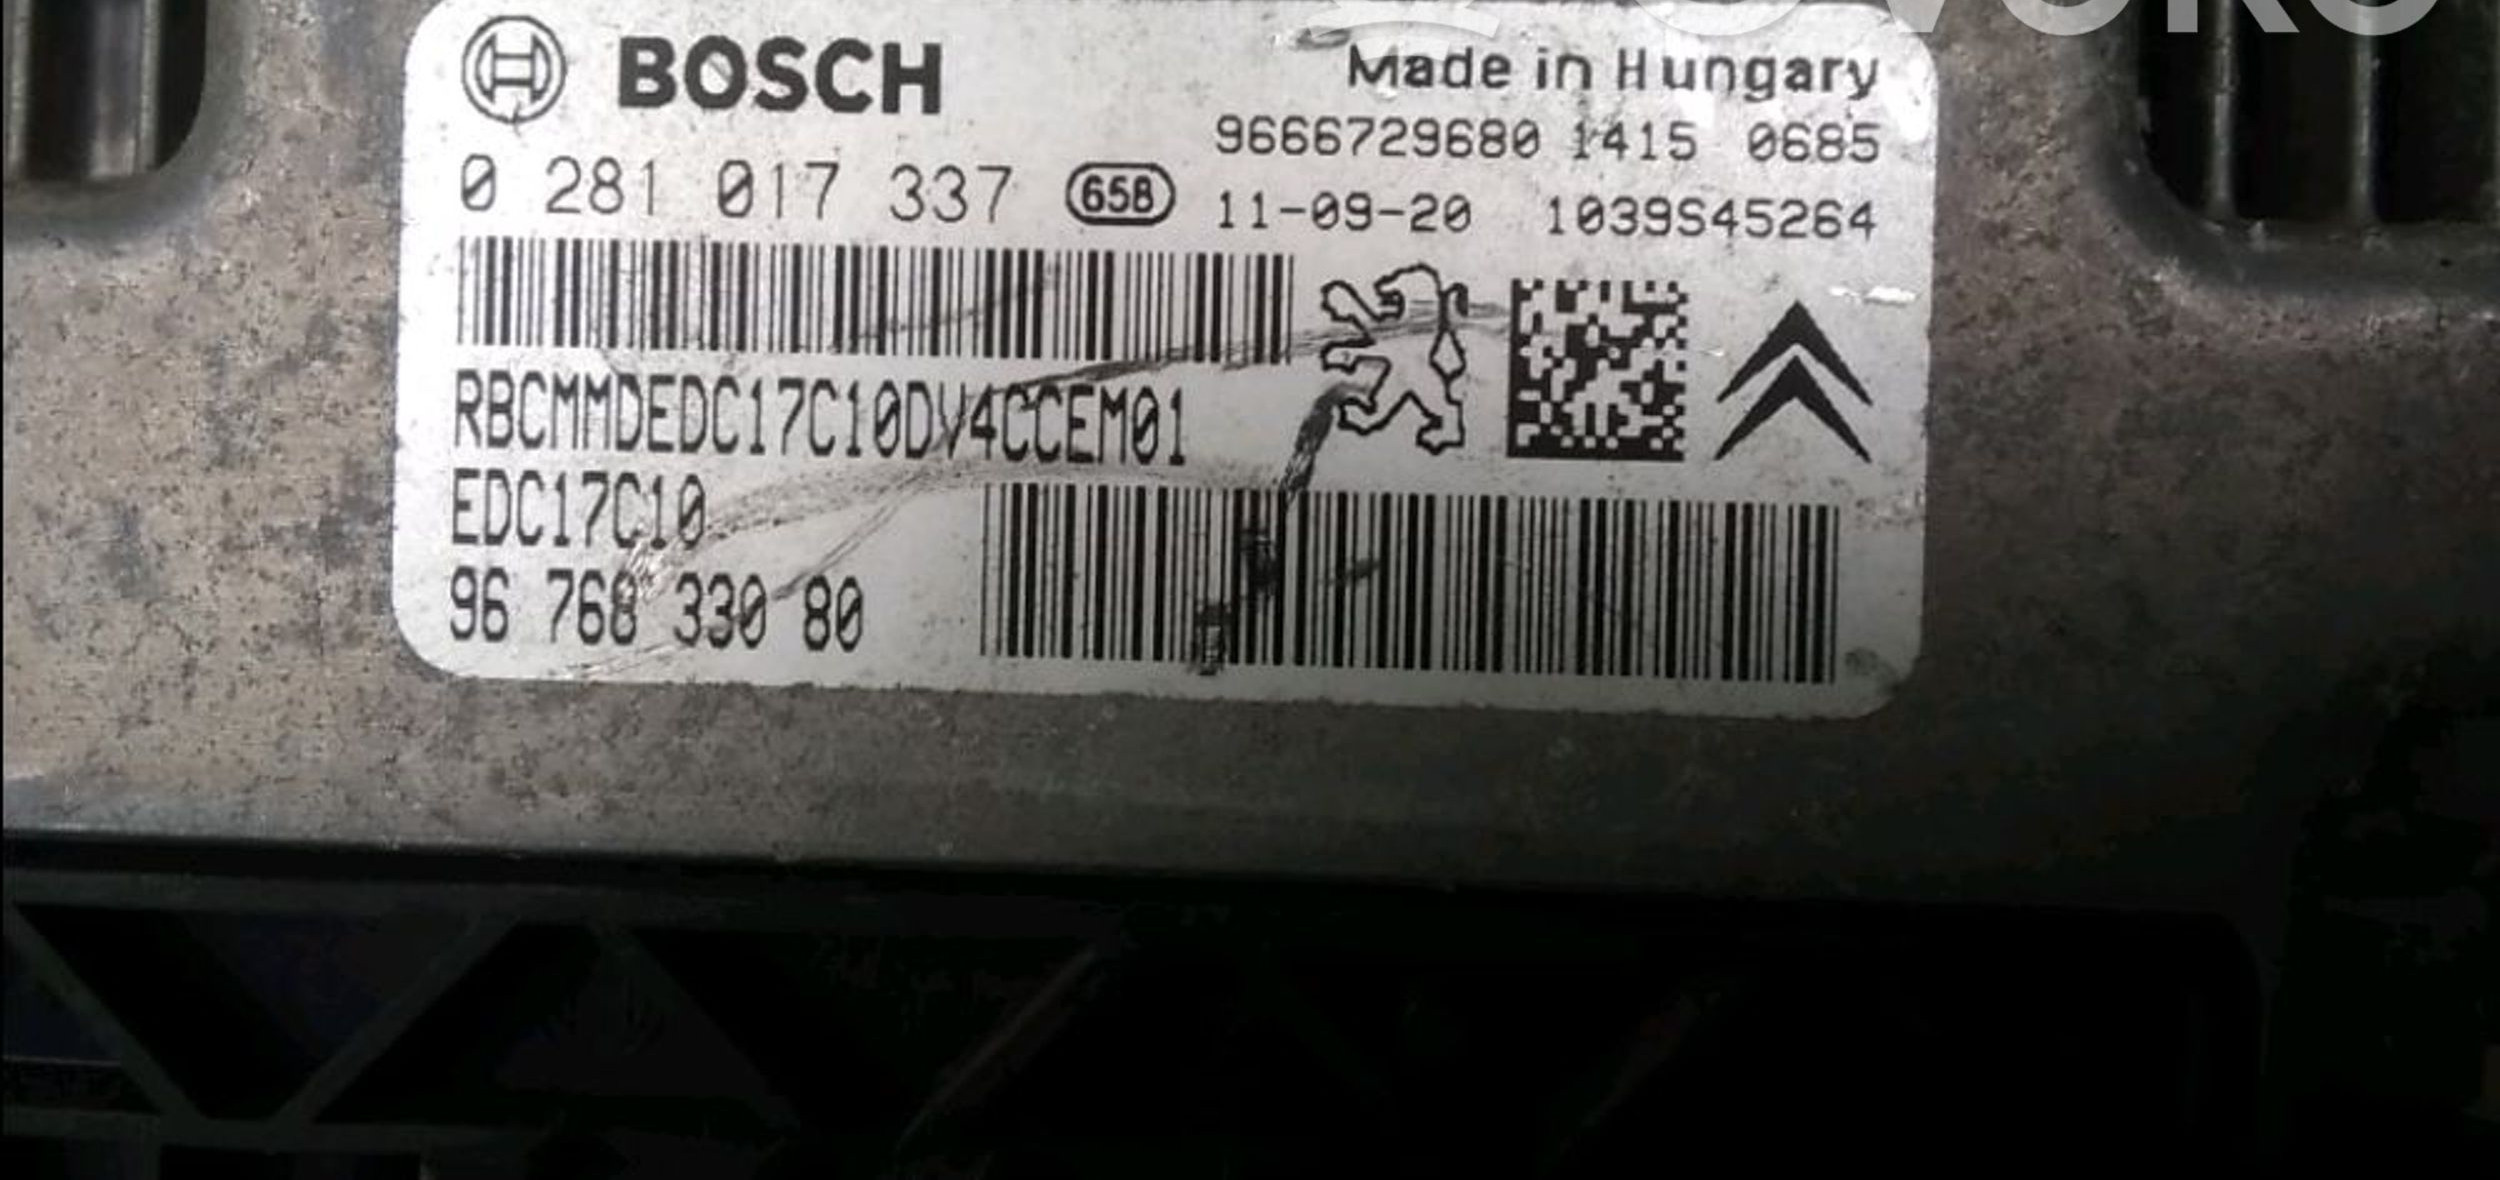 BOSCH
Made in Hungary
9666729680 1415 0685
0 281 017 337 658
11-09-20 1039S45264
RBCMMDEDC17C10DV4CCEM01
EDC17C10
96 768 330 80